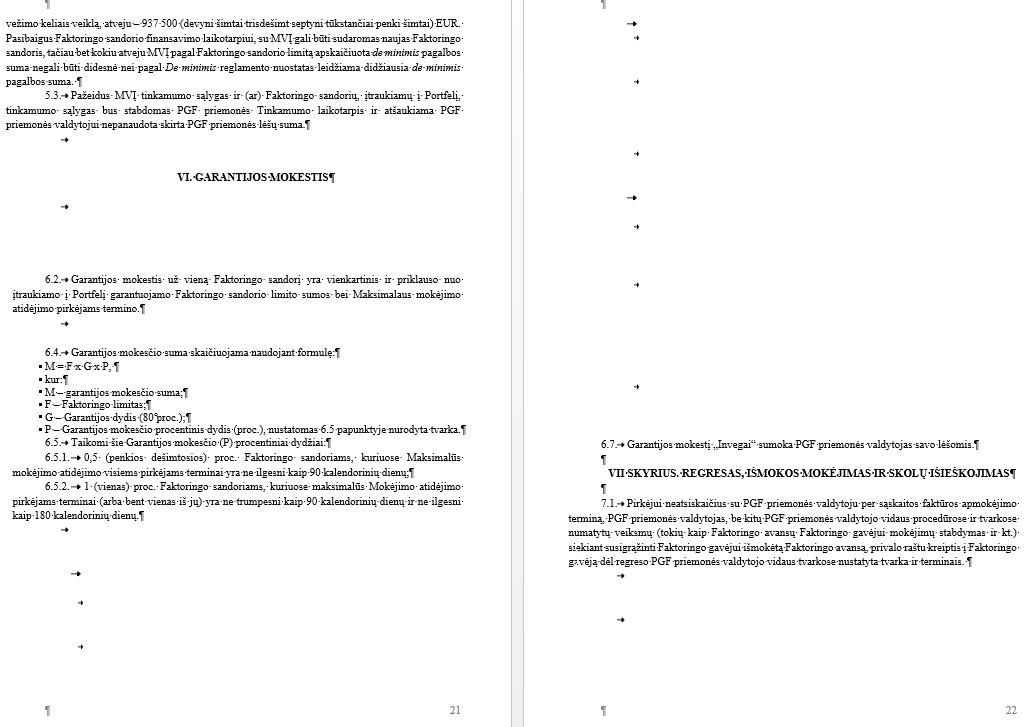 vežimo keliais veiklą, atveju – 937 500 (devyni šimtai trisdešimt septyni tūkstančiai penki šimtai) EUR.
Pasibaigus Faktoringo sandorio finansavimo laikotarpiui, su MVĮ gali būti sudaromas naujas Faktoringo
sandoris, tačiau bet kokiu atveju MVĮ pagal Faktoringo sandorio limitą apskaičiuota de minimis pagalbos
suma negali būti didesnė nei pagal De minimis reglamento nuostatas leidžiama didžiausia de minimis
pagalbos suma. ¶
5.3. Pažeidus MVĮ tinkamumo sąlygas ir (ar) Faktoringo sandorių, įtraukiamų į Portfelį,
tinkamumo sąlygas bus stabdomas PGF priemonės Tinkamumo laikotarpis ir atšaukiama PGF
priemonės valdytojui nepanaudota skirta PGF priemonės lėšų suma.¶
VI. GARANTIJOS MOKESTIS¶
6.2. Garantijos mokestis už vieną Faktoringo sandorį yra vienkartinis ir priklauso nuo
įtraukiamo į Portfelį garantuojamo Faktoringo sandorio limito sumos bei Maksimalaus mokėjimo
atidėjimo pirkėjams termino.¶
6.4. Garantijos mokesčio suma skaičiuojama naudojant formulę:¶
▪ M = F x G x P, ¶
▪ kur:¶
▪ M – garantijos mokesčio suma;¶
▪ F – Faktoringo limitas;¶
▪ G – Garantijos dydis (80 proc.);¶
▪ P – Garantijos mokesčio procentinis dydis (proc.), nustatomas 6.5 papunktyje nurodyta tvarka.¶
6.5. Taikomi šie Garantijos mokesčio (P) procentiniai dydžiai:¶
6.5.1. 0,5 (penkios dešimtosios) proc. Faktoringo sandoriams, kuriuose Maksimalūs
mokėjimo atidėjimo visiems pirkėjams terminai yra ne ilgesni kaip 90 kalendorinių dienų;¶
6.5.2. 1 (vienas) proc. Faktoringo sandoriams, kuriuose maksimalūs Mokėjimo atidėjimo
pirkėjams terminai (arba bent vienas iš jų) yra ne trumpesni kaip 90 kalendorinių dienų ir ne ilgesni
kaip 180 kalendorinių dienų.¶
¶ 21
6.7. Garantijos mokestį „Invegai“ sumoka PGF priemonės valdytojas savo lėšomis.¶
¶
VII SKYRIUS. REGRESAS, IŠMOKOS MOKĖJIMAS IR SKOLŲ IŠIEŠKOJIMAS¶
¶
7.1. Pirkėjui neatsiskaičius su PGF priemonės valdytoju per sąskaitos faktūros apmokėjimo
terminą, PGF priemonės valdytojas, be kitų PGF priemonės valdytojo vidaus procedūrose ir tvarkose
numatytų veiksmų (tokių kaip Faktoringo avansų Faktoringo gavėjui mokėjimų stabdymas ir kt.)
siekiant susigrąžinti Faktoringo gavėjui išmokėtą Faktoringo avansą, privalo raštu kreiptis į Faktoringo
gavėją dėl regreso PGF priemonės valdytojo vidaus tvarkose nustatyta tvarka ir terminais. ¶
¶ 22